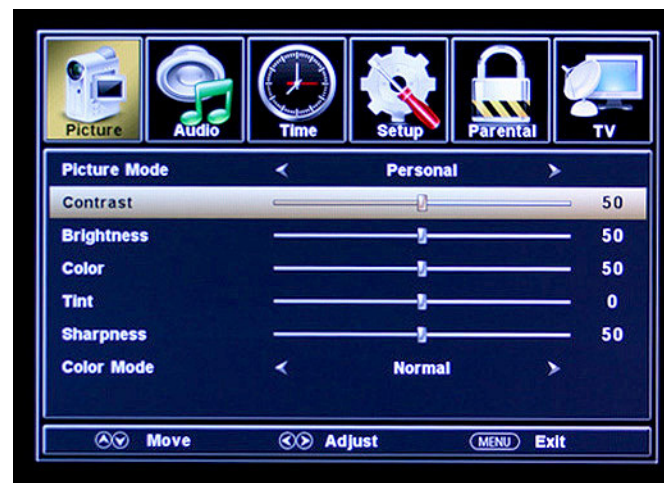 Picture Audio Time Setup Parental TV
Picture Mode < Personal >
Contrast 50
Brightness 50
Color 50
Tint 0
Sharpness 50
Color Mode < Normal >
Move Adjust MENU Exit